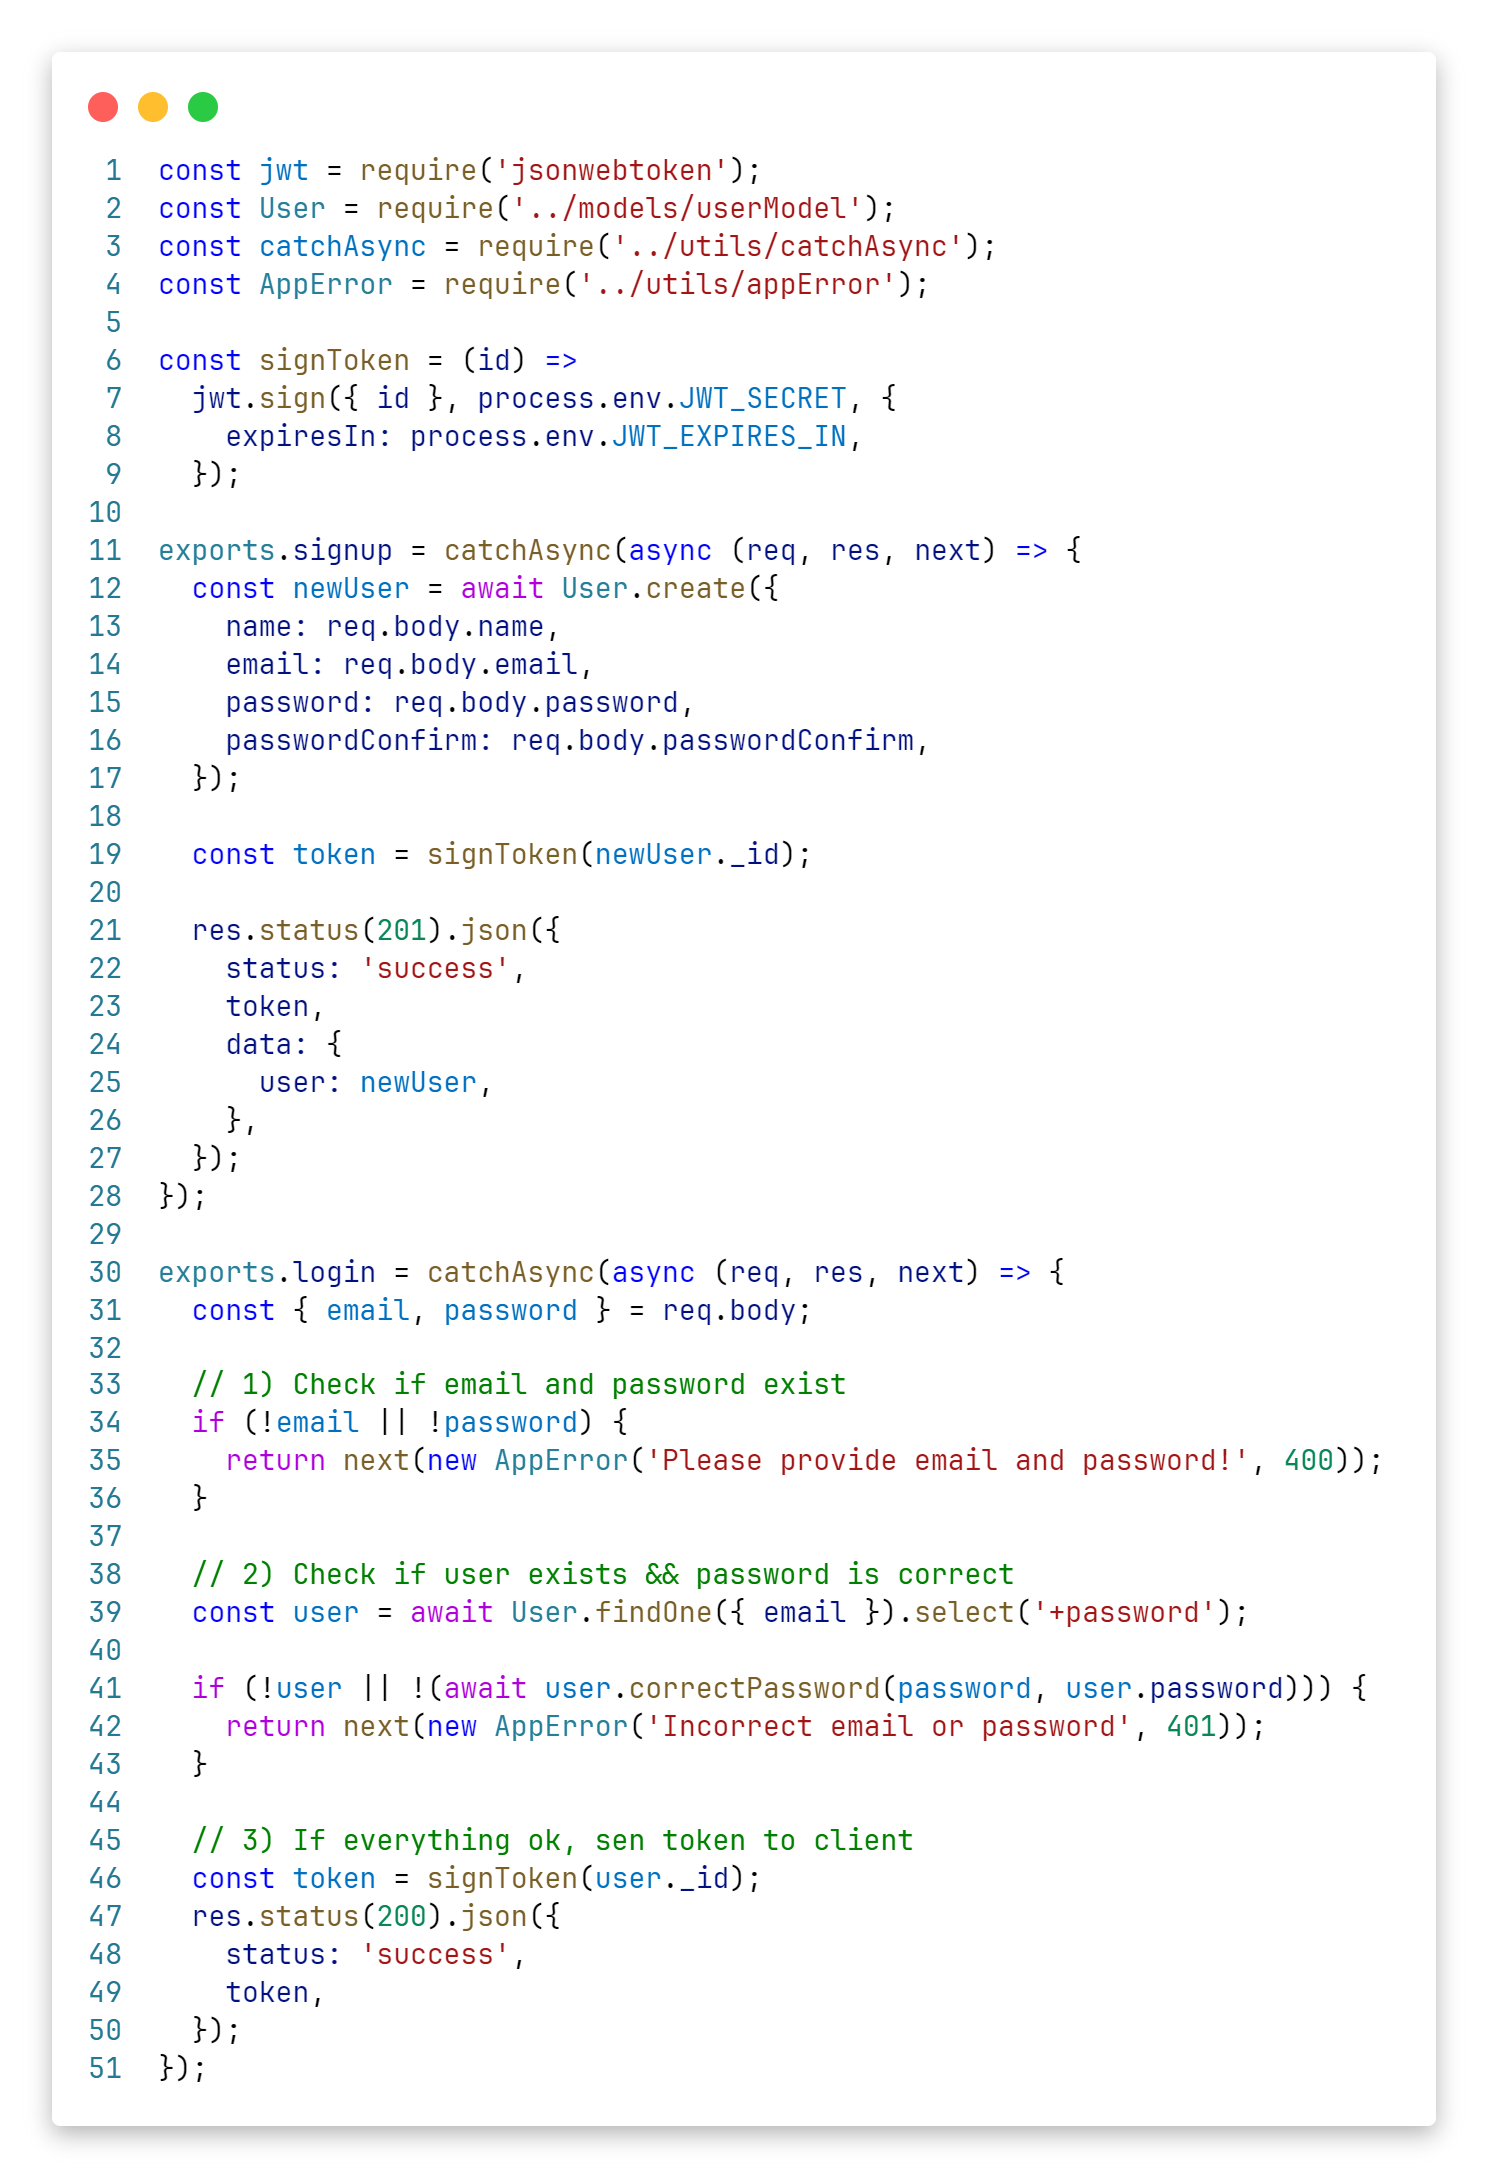 1 const jwt = require('jsonwebtoken');
2 const User = require('../models/userModel');
3 const catchAsync = require('../utils/catchAsync');
4 const AppError = require('../utils/appError');
5
6 const signToken = (id) =>
7   jwt.sign({ id }, process.env.JWT_SECRET, {
8     expiresIn: process.env.JWT_EXPIRES_IN,
9   });
10
11 exports.signup = catchAsync(async (req, res, next) => {
12   const newUser = await User.create({
13     name: req.body.name,
14     email: req.body.email,
15     password: req.body.password,
16     passwordConfirm: req.body.passwordConfirm,
17   });
18
19   const token = signToken(newUser._id);
20
21   res.status(201).json({
22     status: 'success',
23     token,
24     data: {
25       user: newUser,
26     },
27   });
28 });
29
30 exports.login = catchAsync(async (req, res, next) => {
31   const { email, password } = req.body;
32
33   // 1) Check if email and password exist
34   if (!email || !password) {
35     return next(new AppError('Please provide email and password!', 400));
36   }
37
38   // 2) Check if user exists && password is correct
39   const user = await User.findOne({ email }).select('+password');
40
41   if (!user || !(await user.correctPassword(password, user.password))) {
42     return next(new AppError('Incorrect email or password', 401));
43   }
44
45   // 3) If everything ok, sen token to client
46   const token = signToken(user._id);
47   res.status(200).json({
48     status: 'success',
49     token,
50   });
51 });